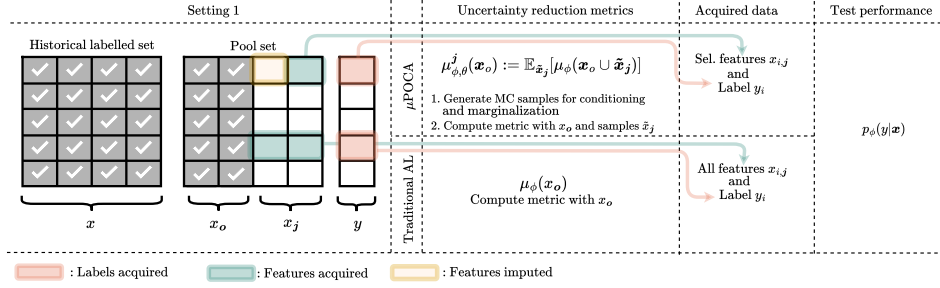 Setting 1
Uncertainty reduction metrics
Acquired data
Test performance
Historical labelled set
Pool set
x
x_o
x_j
y
μPOCA
μ^j_{ϕ,θ}(x_o) := 𝔼_{x̃_j}[μ_ϕ(x_o ∪ x̃_j)]
1. Generate MC samples for conditioning
and marginalization
2. Compute metric with x_o and samples x̃_j
Sel. features x_{i,j}
and
Label y_i
Traditional AL
μ_ϕ(x_o)
Compute metric with x_o
All features x_{i,j}
and
Label y_i
p_ϕ(y|x)
: Labels acquired
: Features acquired
: Features imputed